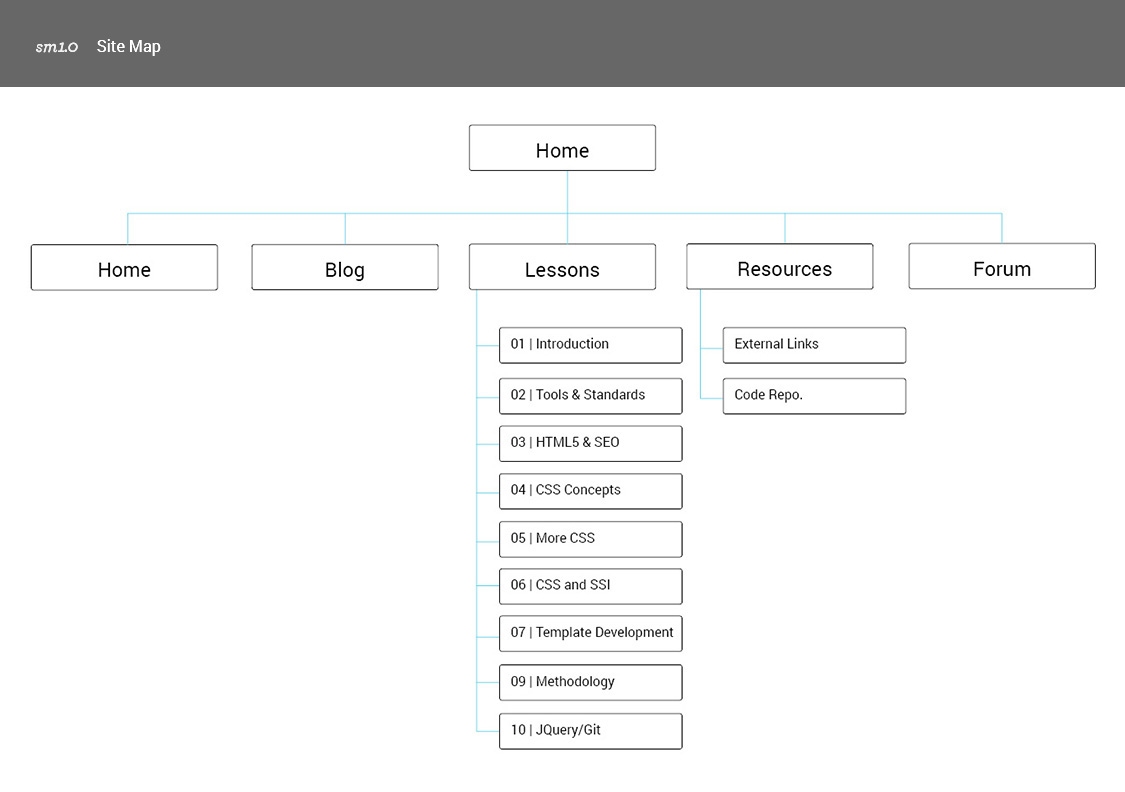 sm1.0 Site Map
Home
Home
Blog
Lessons
Resources
Forum
01 | Introduction
02 | Tools & Standards
03 | HTML5 & SEO
04 | CSS Concepts
05 | More CSS
06 | CSS and SSI
07 | Template Development
09 | Methodology
10 | JQuery/Git
External Links
Code Repo.